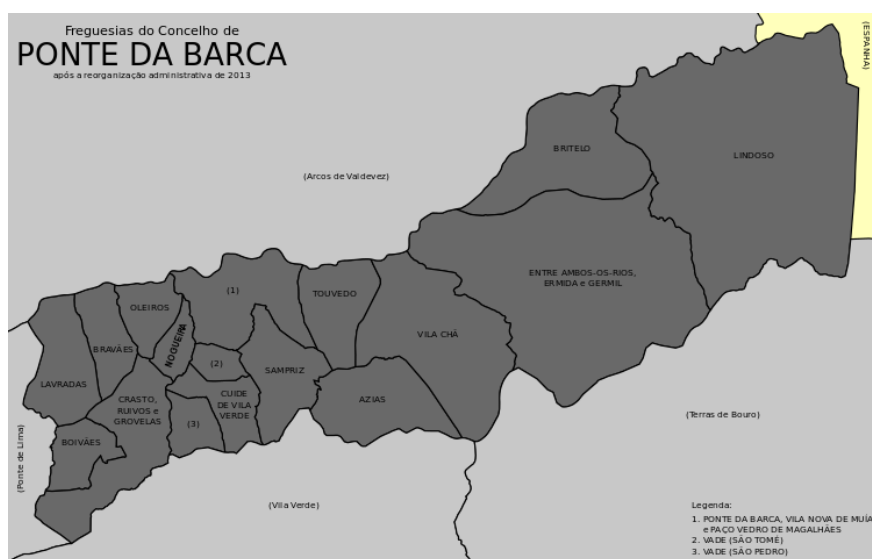 Freguesias do Concelho de
PONTE DA BARCA
após a reorganização administrativa de 2013
(ESPANHA)
BRITELO
LINDOSO
(Arcos de Valdevez)
ENTRE AMBOS-OS-RIOS,
ERMIDA e GERMIL
(1)
TOUVEDO
OLEIROS
NOGUEIRA
VILA CHÃ
BRAVÃES
(2)
SAMPRIZ
LAVRADAS
CRASTO,
RUIVOS e
GROVELAS
CUIDE
DE VILA
VERDE
AZIAS
(3)
BOIVÃES
(Terras de Bouro)
(Ponte de Lima)
(Vila Verde)
Legenda:
1. PONTE DA BARCA, VILA NOVA DE MUÍA
e PAÇO VEDRO DE MAGALHÃES
2. VADE (SÃO TOMÉ)
3. VADE (SÃO PEDRO)